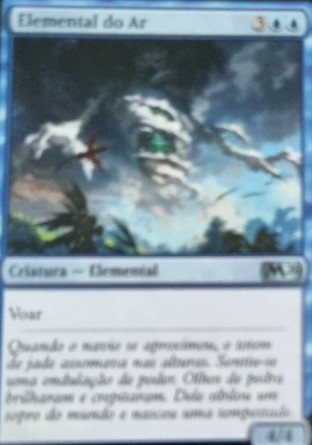 Elemental do Ar 3
Criatura — Elemental M20
Voar
Quando o navio se aproximou, o totem
de jade assomava nas alturas. Sentiu-se
uma ondulação de poder. Olhos de pedra
brilharam e crepitaram. Dele sibilou um
sopro do mundo e nasceu uma tempestade.
4/4